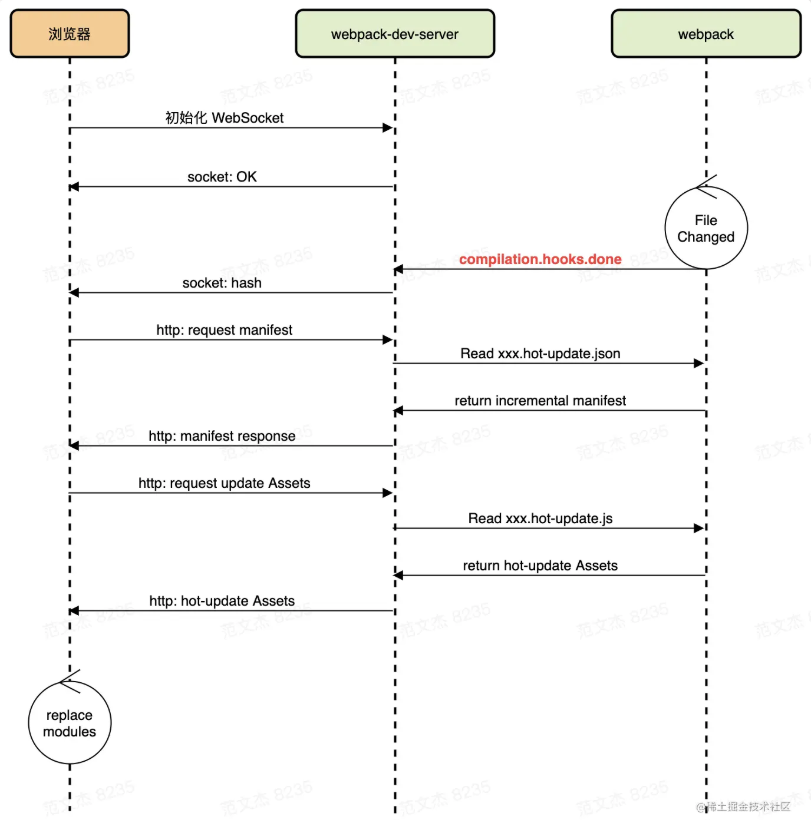 浏览器
webpack-dev-server
webpack
初始化 WebSocket
socket: OK
File
Changed
compilation.hooks.done
socket: hash
http: request manifest
Read xxx.hot-update.json
return incremental manifest
http: manifest response
http: request update Assets
Read xxx.hot-update.js
return hot-update Assets
http: hot-update Assets
replace
modules
范文杰 8235
@稀土掘金技术社区